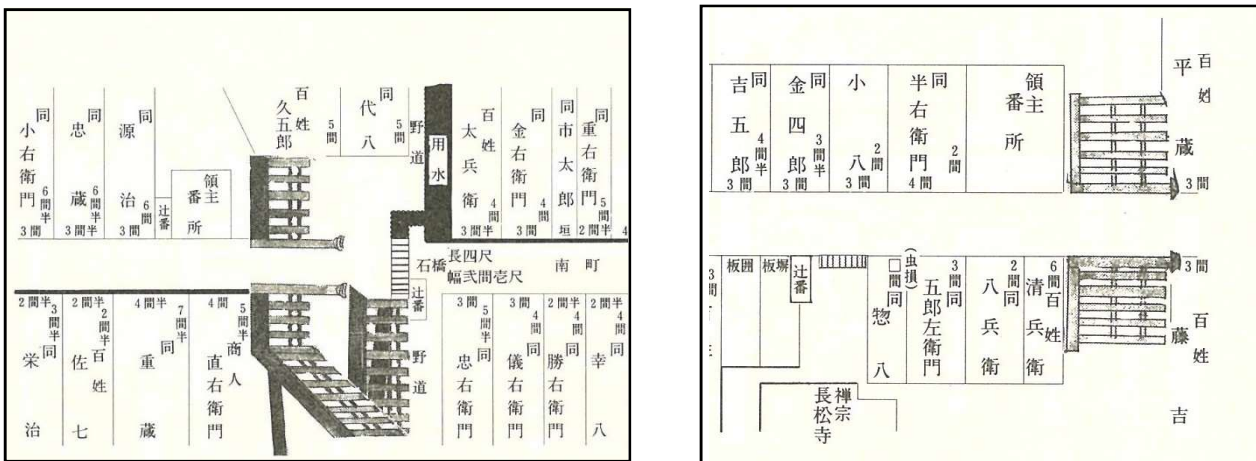 同
重右衛門
5間
2間半
4
同
市太郎
垣
同
金右衛門
4間
3間
百姓
太兵衛
4間
3間半
用水
野道
同
代八
5間
百姓
久五郎
5間
領主
番所
辻番
同
源治
6間
3間
同
忠蔵
6間半
3間半
同
小右衛門
6間半
3間
石橋
長四尺
幅弐間壱尺
南町
辻番
2間半
4間
幸八
2間半
4間
同
勝右衛門
3間
4間
同
儀右衛門
3間
5間半
同
忠右衛門
野道
4間
5間半
商人
直右衛門
4間半
7間半
同
重蔵
2間半
2間半
百姓
佐七
2間半
3間半
同
栄治
百姓
平蔵
3間
領主
番所
同
半右衛門
2間
4間
小八
2間
3間
同
金四郎
3間半
3間
同
吉五郎
4間半
3間
3間
百姓
藤吉
6間
百姓
清兵衛
2間
同
八兵衛
3間
同
五郎左衛門
(虫損)
□間
同
惣八
辻番
板塀
板囲
3間
禅宗
長松寺